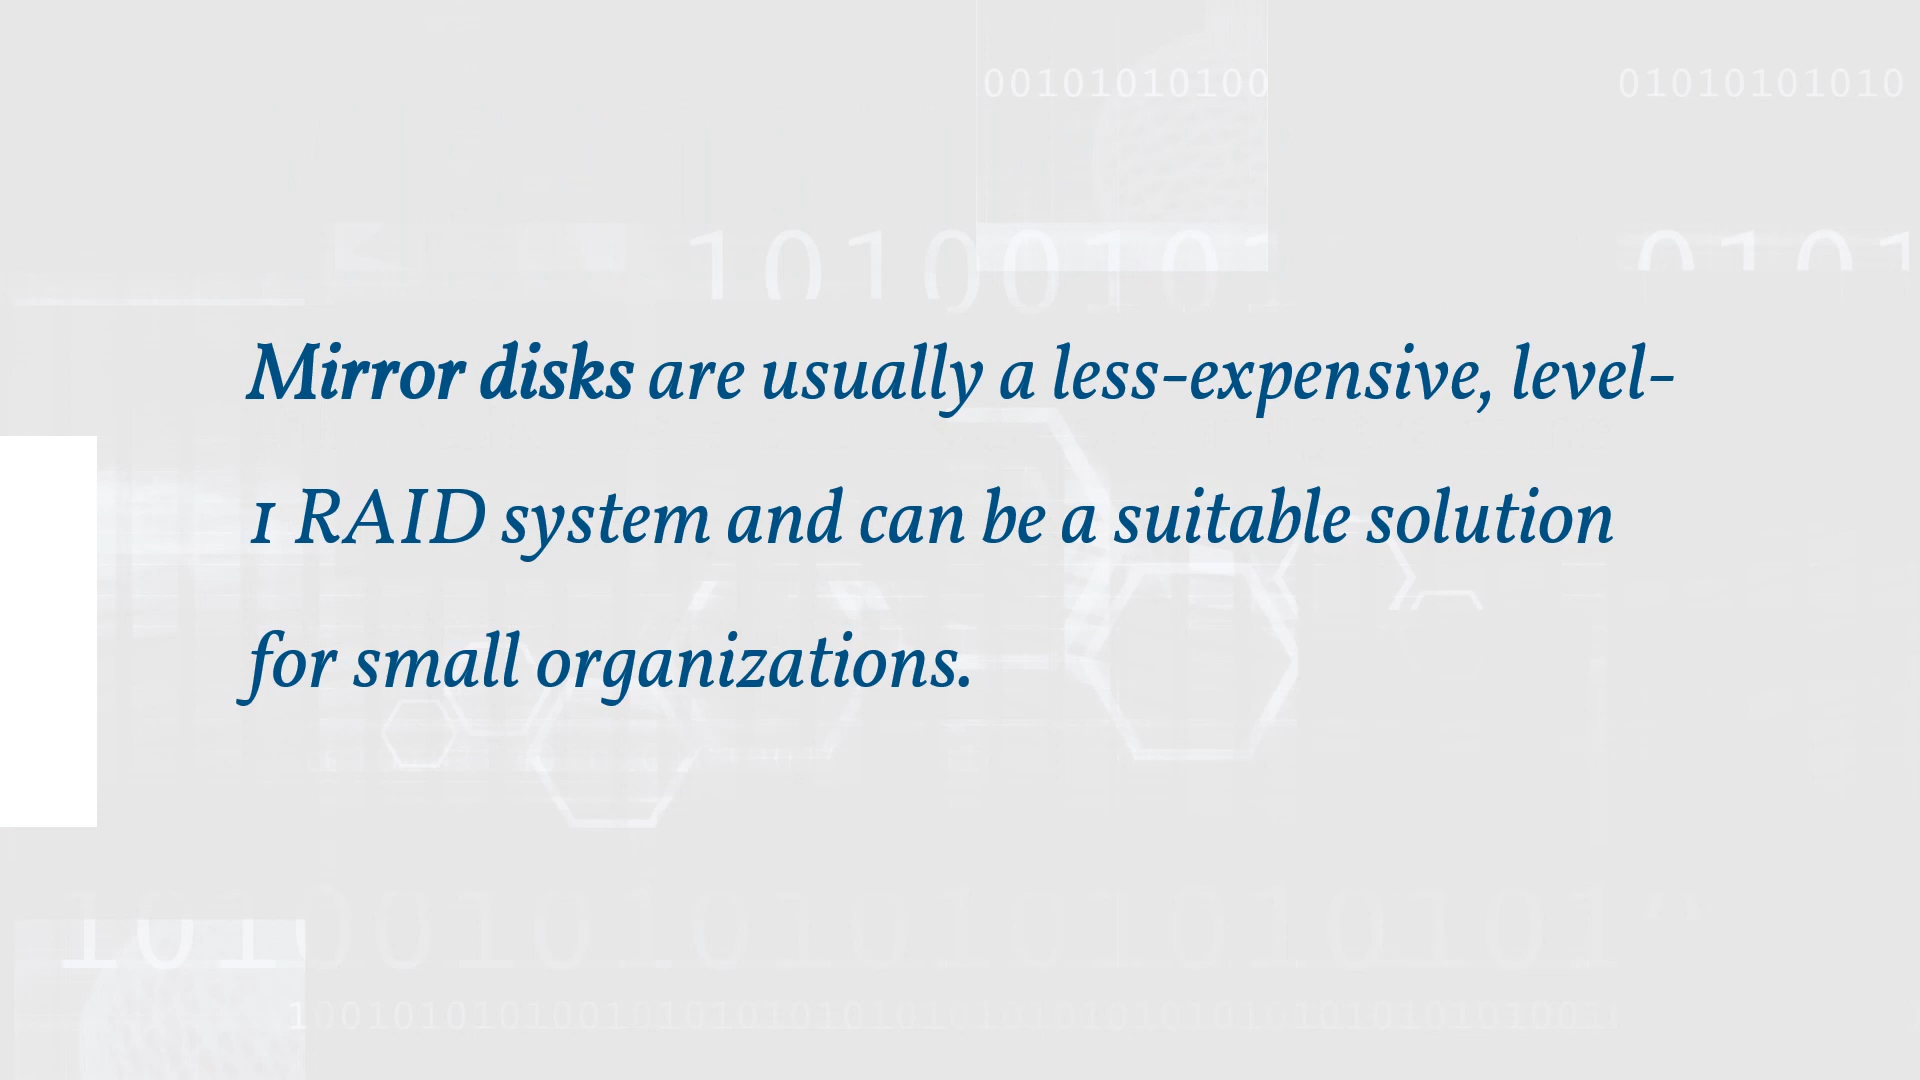 00101010100 01010101010
10100101 0101
Mirror disks are usually a less-expensive, level-
1 RAID system and can be a suitable solution
for small organizations.